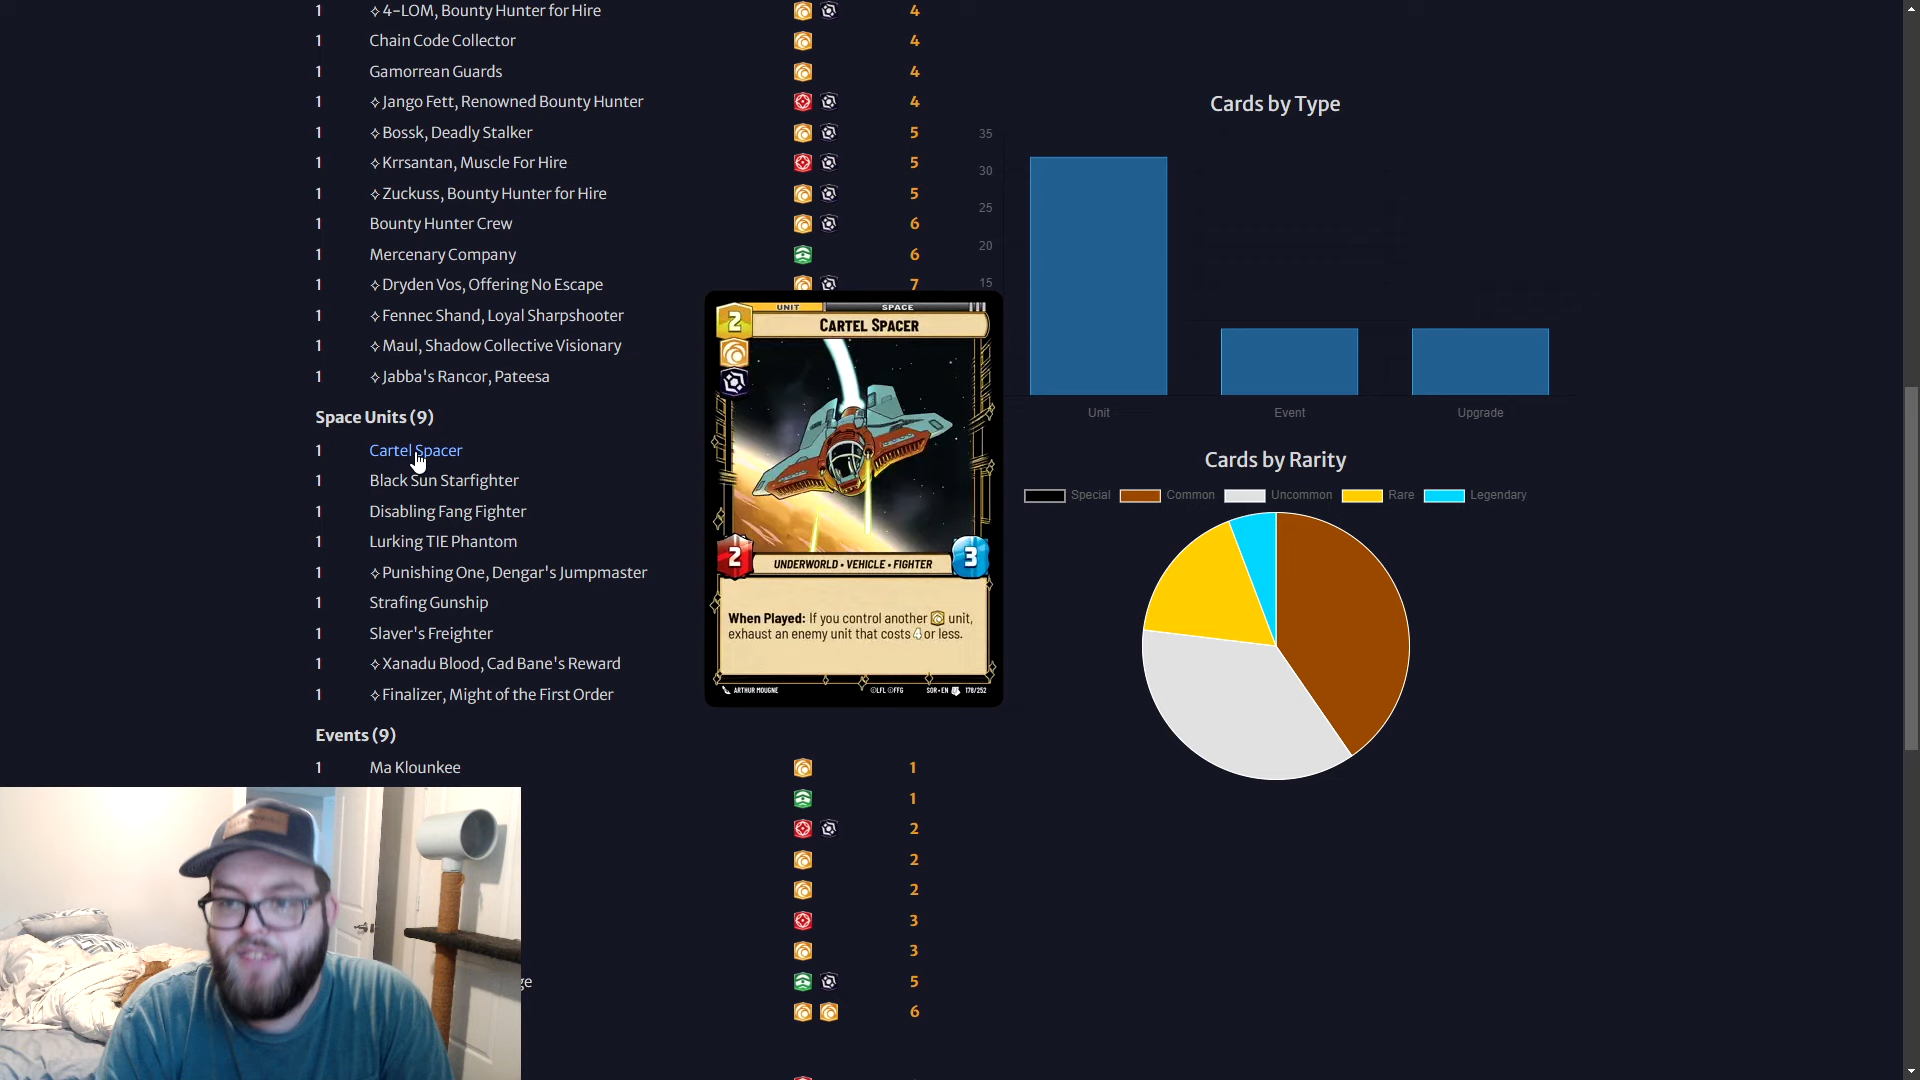 1 4-LOM, Bounty Hunter for Hire 4
1 Chain Code Collector 4
1 Gamorrean Guards 4
1 Jango Fett, Renowned Bounty Hunter 4
1 Bossk, Deadly Stalker 5
1 Krrsantan, Muscle For Hire 5
1 Zuckuss, Bounty Hunter for Hire 5
1 Bounty Hunter Crew 6
1 Mercenary Company 6
1 Dryden Vos, Offering No Escape 7
1 Fennec Shand, Loyal Sharpshooter
1 Maul, Shadow Collective Visionary
1 Jabba's Rancor, Pateesa
Space Units (9)
1 Cartel Spacer
1 Black Sun Starfighter
1 Disabling Fang Fighter
1 Lurking TIE Phantom
1 Punishing One, Dengar's Jumpmaster
1 Strafing Gunship
1 Slaver's Freighter
1 Xanadu Blood, Cad Bane's Reward
1 Finalizer, Might of the First Order
Events (9)
1 Ma Klounkee 1
1
2
2
2
3
3
ge 5
6
UNIT SPACE
2 CARTEL SPACER
2 UNDERWORLD • VEHICLE • FIGHTER 3
When Played: If you control another unit,
exhaust an enemy unit that costs 4 or less.
ARTHUR MOUGNE ©LFL ©FFG SOR • EN 178/252
Cards by Type
35
30
25
20
15
Unit Event Upgrade
Cards by Rarity
Special Common Uncommon Rare Legendary